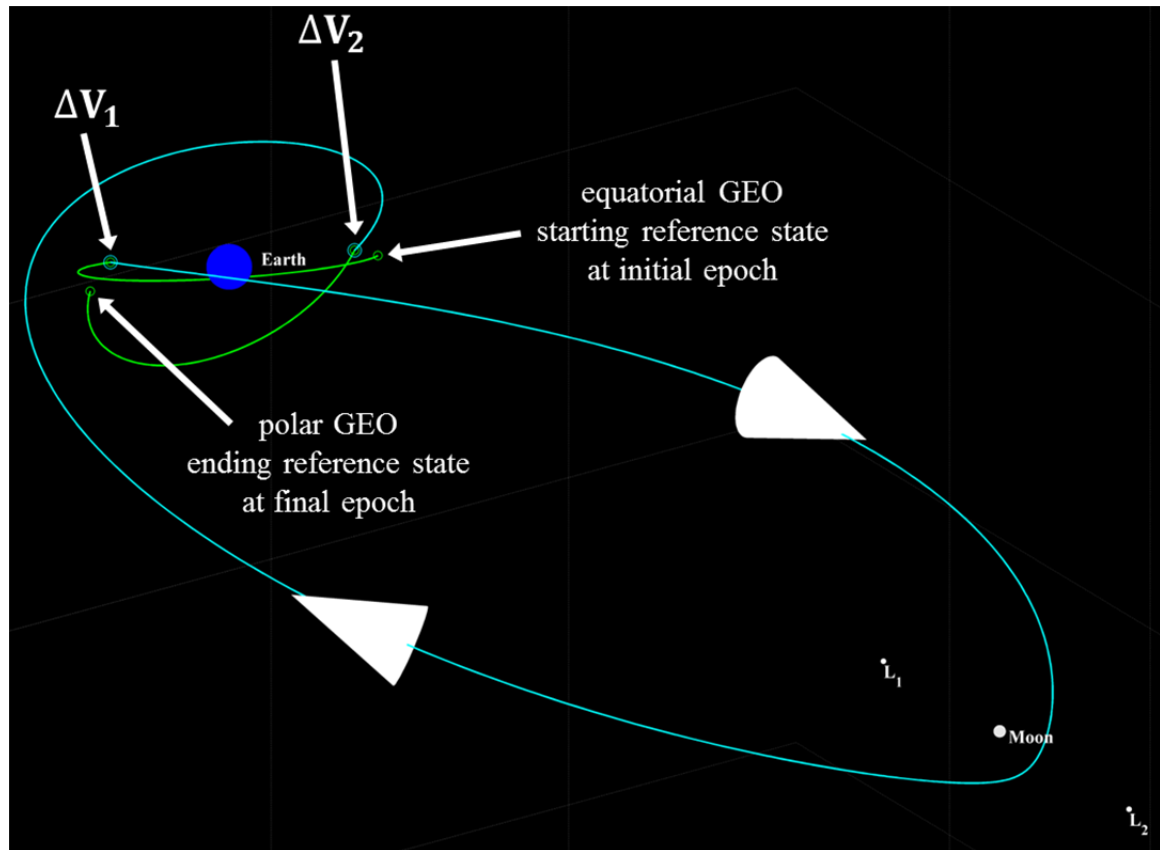 ΔV₂
ΔV₁
Earth
equatorial GEO
starting reference state
at initial epoch
polar GEO
ending reference state
at final epoch
L₁
Moon
L₂